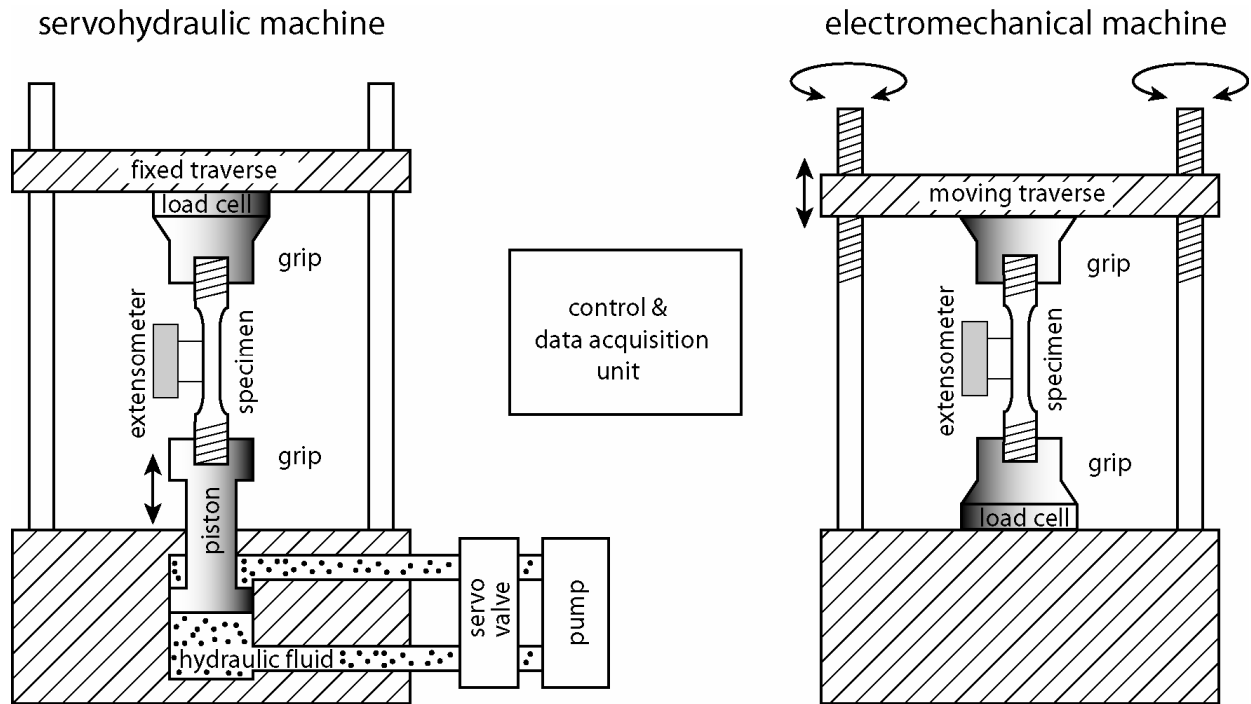 servohydraulic machine
electromechanical machine
fixed traverse
load cell
grip
extensometer
specimen
grip
piston
hydraulic fluid
servo
valve
pump
control &
data acquisition
unit
moving traverse
grip
extensometer
specimen
grip
load cell